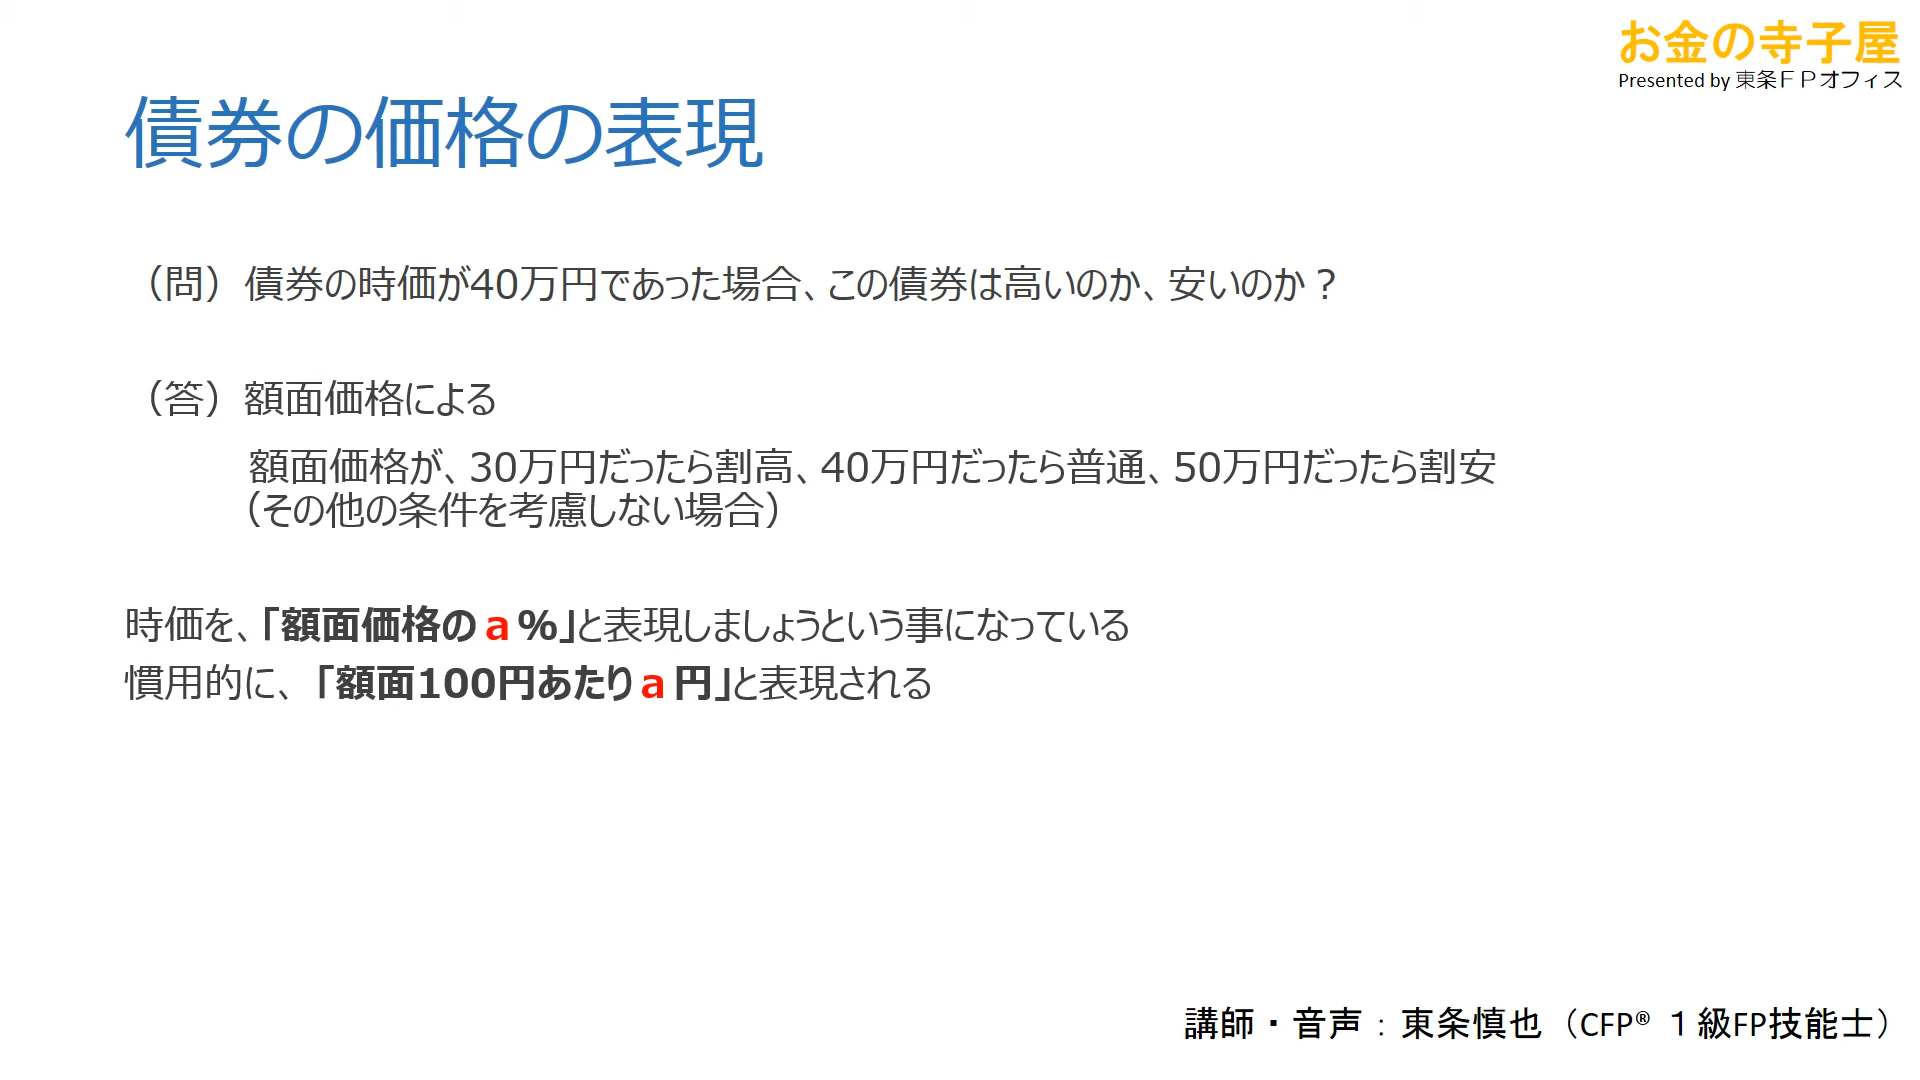 お金の寺子屋
Presented by 東条ＦＰオフィス
債券の価格の表現
（問）債券の時価が40万円であった場合、この債券は高いのか、安いのか？
（答）額面価格による
額面価格が、30万円だったら割高、40万円だったら普通、50万円だったら割安
（その他の条件を考慮しない場合）
時価を、「額面価格のａ%」と表現しましょうという事になっている
慣用的に、「額面100円あたりａ円」と表現される
講師・音声：東条慎也（CFP® １級FP技能士）